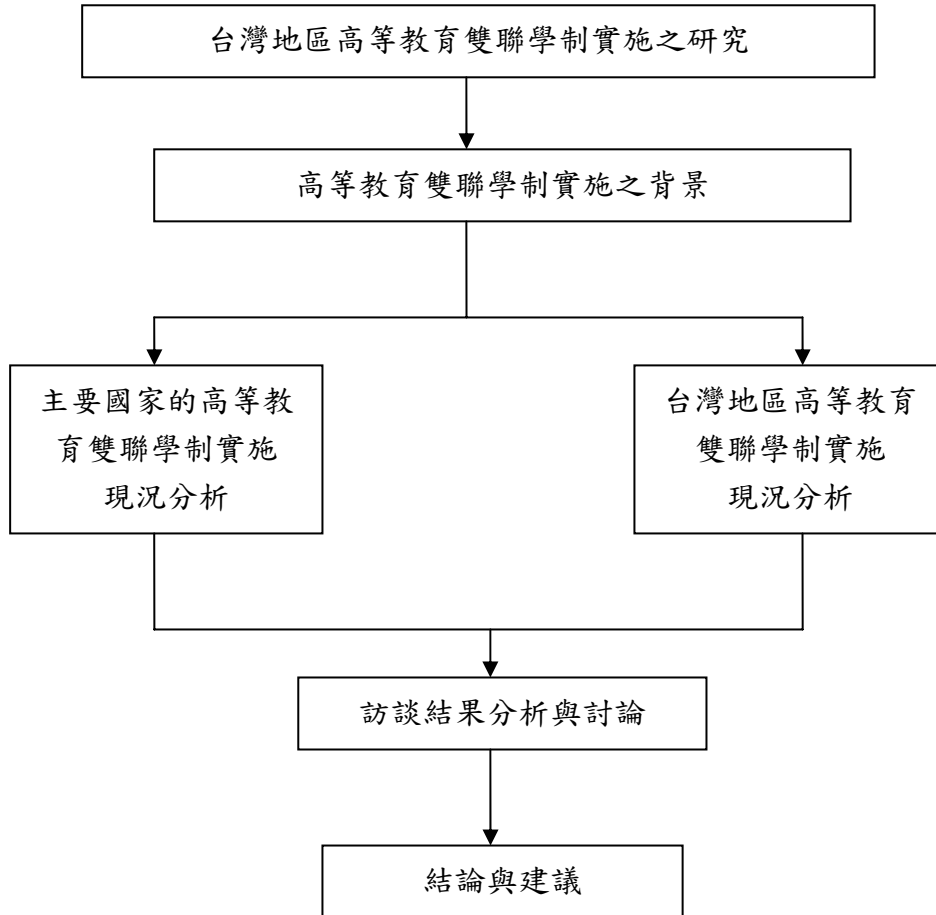 台灣地區高等教育雙聯學制實施之研究
高等教育雙聯學制實施之背景
主要國家的高等教
育雙聯學制實施
現況分析
台灣地區高等教育
雙聯學制實施
現況分析
訪談結果分析與討論
結論與建議